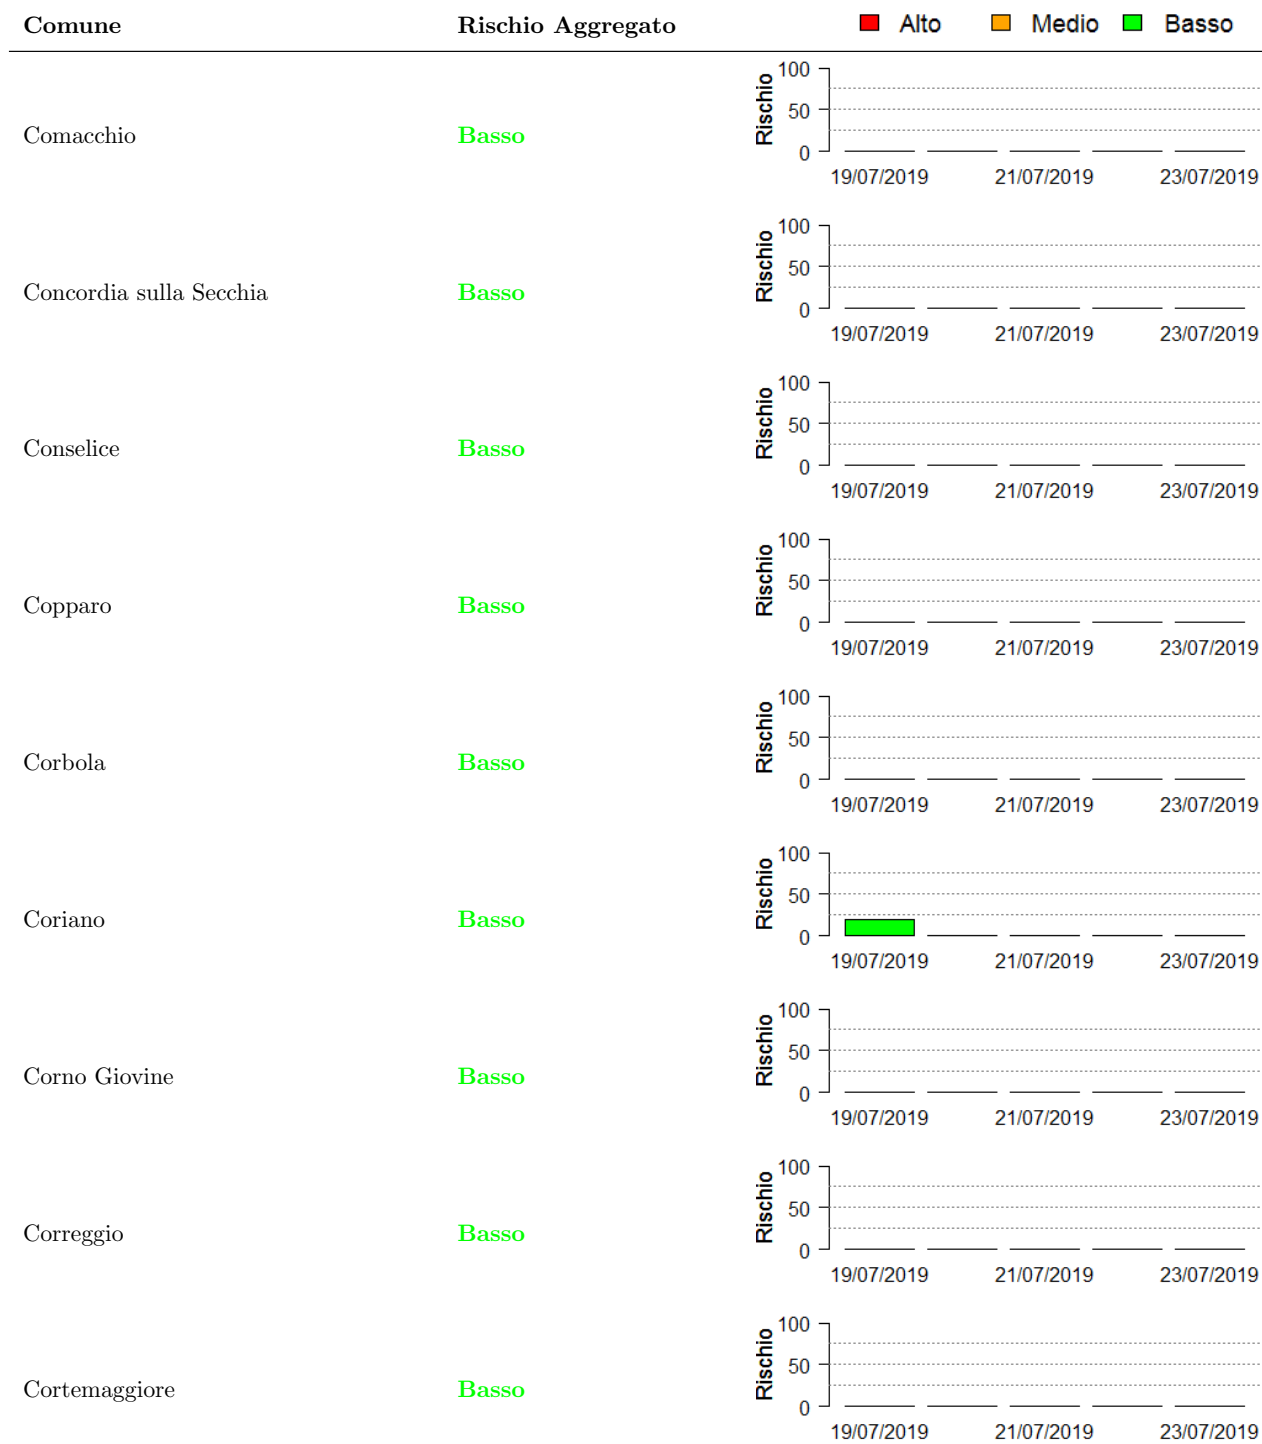 Comune Rischio Aggregato Alto Medio Basso
100
50
0
Rischio
Comacchio Basso
19/07/2019 21/07/2019 23/07/2019
100
50
0
Rischio
Concordia sulla Secchia Basso
19/07/2019 21/07/2019 23/07/2019
100
50
0
Rischio
Conselice Basso
19/07/2019 21/07/2019 23/07/2019
100
50
0
Rischio
Copparo Basso
19/07/2019 21/07/2019 23/07/2019
100
50
0
Rischio
Corbola Basso
19/07/2019 21/07/2019 23/07/2019
100
50
0
Rischio
Coriano Basso
19/07/2019 21/07/2019 23/07/2019
100
50
0
Rischio
Corno Giovine Basso
19/07/2019 21/07/2019 23/07/2019
100
50
0
Rischio
Correggio Basso
19/07/2019 21/07/2019 23/07/2019
100
50
0
Rischio
Cortemaggiore Basso
19/07/2019 21/07/2019 23/07/2019